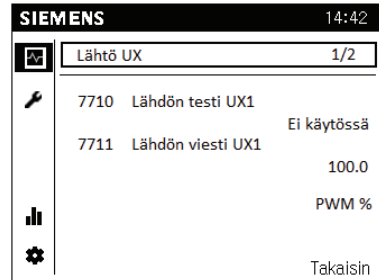 SIEMENS 14:42
Lähtö UX 1/2
7710 Lähdön testi UX1
Ei käytössä
7711 Lähdön viesti UX1
100.0
PWM %
Takaisin